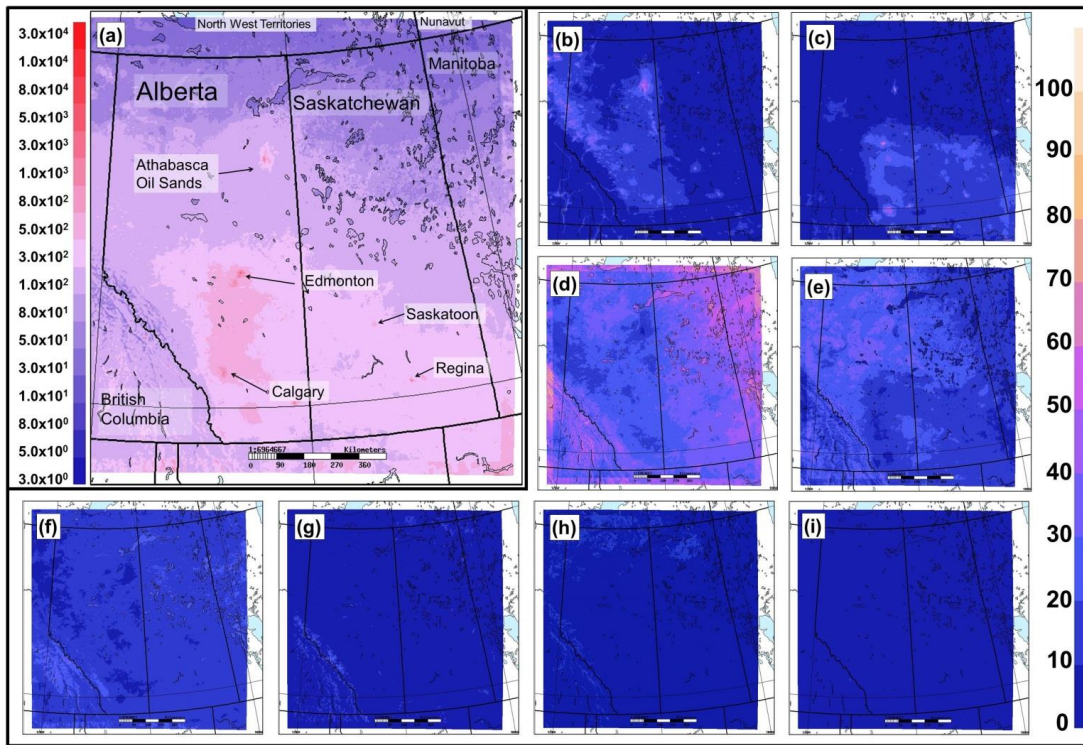 (a)
North West Territories
Nunavut
Manitoba
Alberta
Saskatchewan
Athabasca
Oil Sands
Edmonton
Saskatoon
Regina
Calgary
British
Columbia
1:6964667 Kilometers
90 180 270 360
3.0x10⁴
1.0x10⁴
8.0x10⁴
5.0x10³
3.0x10³
1.0x10³
8.0x10²
5.0x10²
3.0x10²
1.0x10²
8.0x10¹
5.0x10¹
3.0x10¹
1.0x10¹
8.0x10⁰
5.0x10⁰
3.0x10⁰
(b)
(c)
(d)
(e)
(f)
(g)
(h)
(i)
100
90
80
70
60
50
40
30
20
10
0